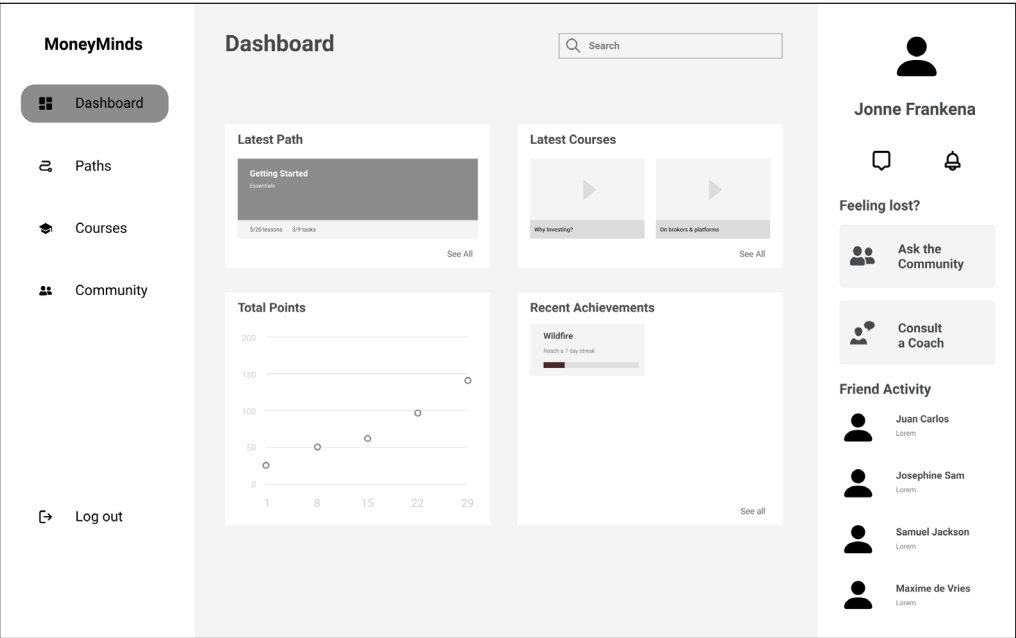 MoneyMinds
Dashboard
Paths
Courses
Community
Log out
Dashboard
Search
Latest Path
Getting Started
Essentials
5/20 lessons 3/9 tasks
See All
Latest Courses
Why Investing?
On brokers & platforms
See All
Total Points
200
150
100
50
0
1 8 15 22 29
Recent Achievements
Wildfire
Reach a 7 day streak
See all
Jonne Frankena
Feeling lost?
Ask the
Community
Consult
a Coach
Friend Activity
Juan Carlos
Lorem
Josephine Sam
Lorem
Samuel Jackson
Lorem
Maxime de Vries
Lorem